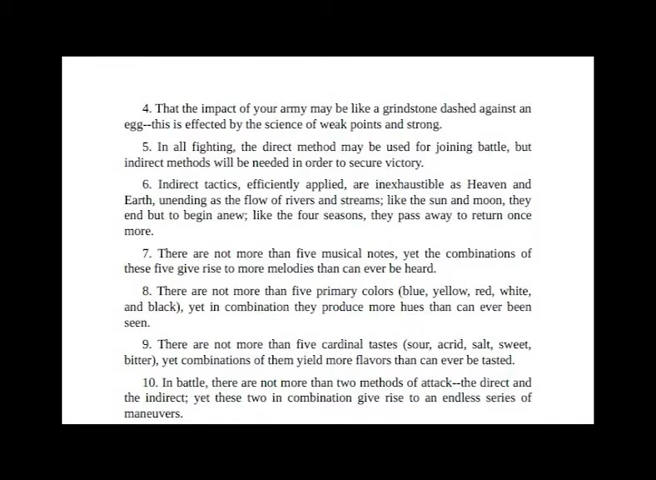 4. That the impact of your army may be like a grindstone dashed against an
egg--this is effected by the science of weak points and strong.
5. In all fighting, the direct method may be used for joining battle, but
indirect methods will be needed in order to secure victory.
6. Indirect tactics, efficiently applied, are inexhaustible as Heaven and
Earth, unending as the flow of rivers and streams; like the sun and moon, they
end but to begin anew; like the four seasons, they pass away to return once
more.
7. There are not more than five musical notes, yet the combinations of
these five give rise to more melodies than can ever be heard.
8. There are not more than five primary colors (blue, yellow, red, white,
and black), yet in combination they produce more hues than can ever been
seen.
9. There are not more than five cardinal tastes (sour, acrid, salt, sweet,
bitter), yet combinations of them yield more flavors than can ever be tasted.
10. In battle, there are not more than two methods of attack--the direct and
the indirect; yet these two in combination give rise to an endless series of
maneuvers.